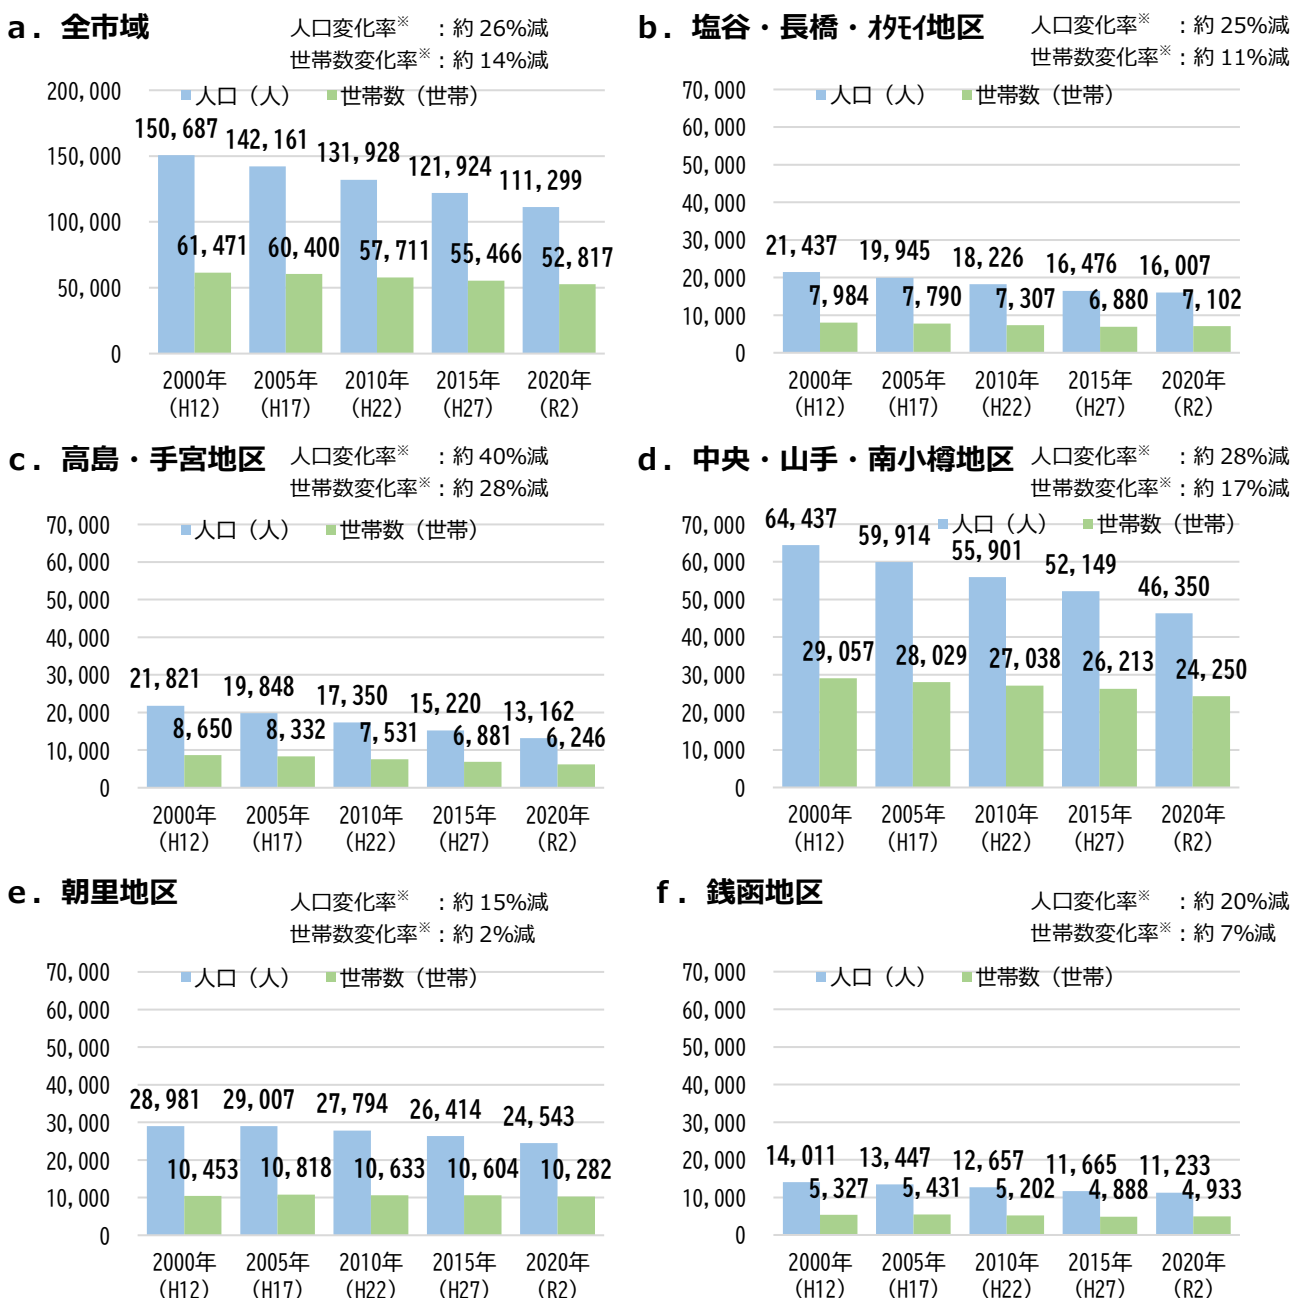 a．全市域
人口変化率※　：約 26%減
世帯数変化率※：約 14%減
人口（人）　世帯数（世帯）
200,000
150,000
100,000
50,000
0
150,687 142,161 131,928 121,924 111,299
61,471 60,400 57,711 55,466 52,817
2000年 2005年 2010年 2015年 2020年
（H12） （H17） （H22） （H27） （R2）
b．塩谷・長橋・ｵﾀﾓｲ地区
人口変化率※　：約 25%減
世帯数変化率※：約 11%減
人口（人）　世帯数（世帯）
70,000
60,000
50,000
40,000
30,000
20,000
10,000
0
21,437 19,945 18,226 16,476 16,007
7,984 7,790 7,307 6,880 7,102
2000年 2005年 2010年 2015年 2020年
（H12） （H17） （H22） （H27） （R2）
c．高島・手宮地区
人口変化率※　：約 40%減
世帯数変化率※：約 28%減
人口（人）　世帯数（世帯）
70,000
60,000
50,000
40,000
30,000
20,000
10,000
0
21,821 19,848 17,350 15,220 13,162
8,650 8,332 7,531 6,881 6,246
2000年 2005年 2010年 2015年 2020年
（H12） （H17） （H22） （H27） （R2）
d．中央・山手・南小樽地区
人口変化率※　：約 28%減
世帯数変化率※：約 17%減
人口（人）　世帯数（世帯）
70,000
60,000
50,000
40,000
30,000
20,000
10,000
0
64,437 59,914 55,901 52,149 46,350
29,057 28,029 27,038 26,213 24,250
2000年 2005年 2010年 2015年 2020年
（H12） （H17） （H22） （H27） （R2）
e．朝里地区
人口変化率※　：約 15%減
世帯数変化率※：約 2%減
人口（人）　世帯数（世帯）
70,000
60,000
50,000
40,000
30,000
20,000
10,000
0
28,981 29,007 27,794 26,414 24,543
10,453 10,818 10,633 10,604 10,282
2000年 2005年 2010年 2015年 2020年
（H12） （H17） （H22） （H27） （R2）
f．銭函地区
人口変化率※　：約 20%減
世帯数変化率※：約 7%減
人口（人）　世帯数（世帯）
70,000
60,000
50,000
40,000
30,000
20,000
10,000
0
14,011 13,447 12,657 11,665 11,233
5,327 5,431 5,202 4,888 4,933
2000年 2005年 2010年 2015年 2020年
（H12） （H17） （H22） （H27） （R2）